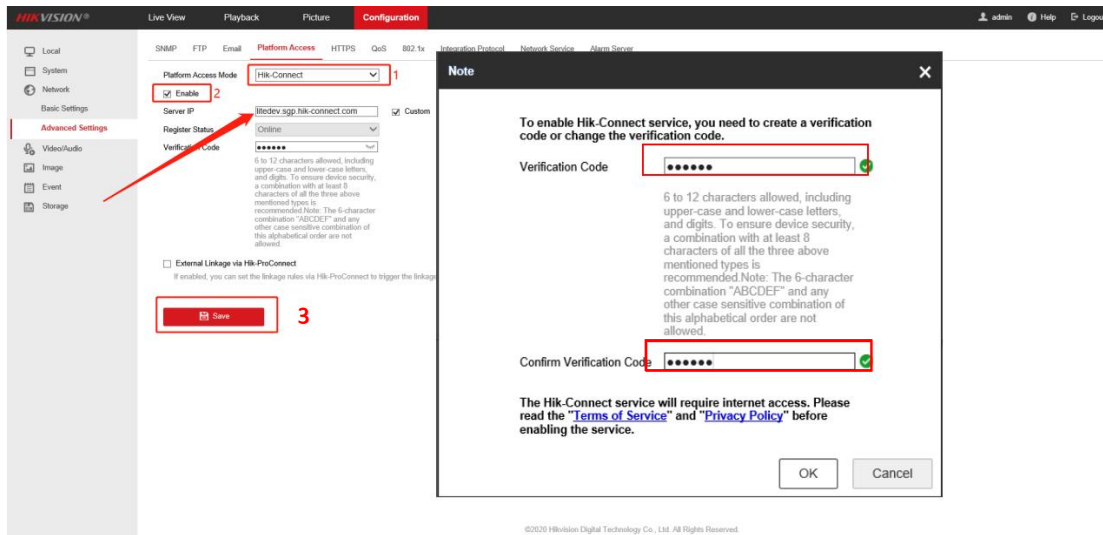 HIKVISION®
Live View Playback Picture Configuration
admin Help Logou
Local
System
Network
Basic Settings
Advanced Settings
Video/Audio
Image
Event
Storage
SNMP FTP Email Platform Access HTTPS QoS 802.1x Integration Protocol Network Service Alarm Server
Platform Access Mode Hik-Connect 1
Enable 2
Server IP litedev.sgp.hik-connect.com Custom
Register Status Online
Verification Code ●●●●●●
6 to 12 characters allowed, including
upper-case and lower-case letters,
and digits. To ensure device security,
a combination with at least 8
characters of all the three above
mentioned types is
recommended.Note: The 6-character
combination "ABCDEF" and any
other case sensitive combination of
this alphabetical order are not
allowed.
External Linkage via Hik-ProConnect
If enabled, you can set the linkage rules via Hik-ProConnect to trigger the linkage
Save 3
Note
To enable Hik-Connect service, you need to create a verification
code or change the verification code.
Verification Code ●●●●●●
6 to 12 characters allowed, including
upper-case and lower-case letters,
and digits. To ensure device security,
a combination with at least 8
characters of all the three above
mentioned types is
recommended.Note: The 6-character
combination "ABCDEF" and any
other case sensitive combination of
this alphabetical order are not
allowed.
Confirm Verification Code ●●●●●●
The Hik-Connect service will require internet access. Please
read the "Terms of Service" and "Privacy Policy" before
enabling the service.
OK Cancel
©2020 Hikvision Digital Technology Co., Ltd. All Rights Reserved.